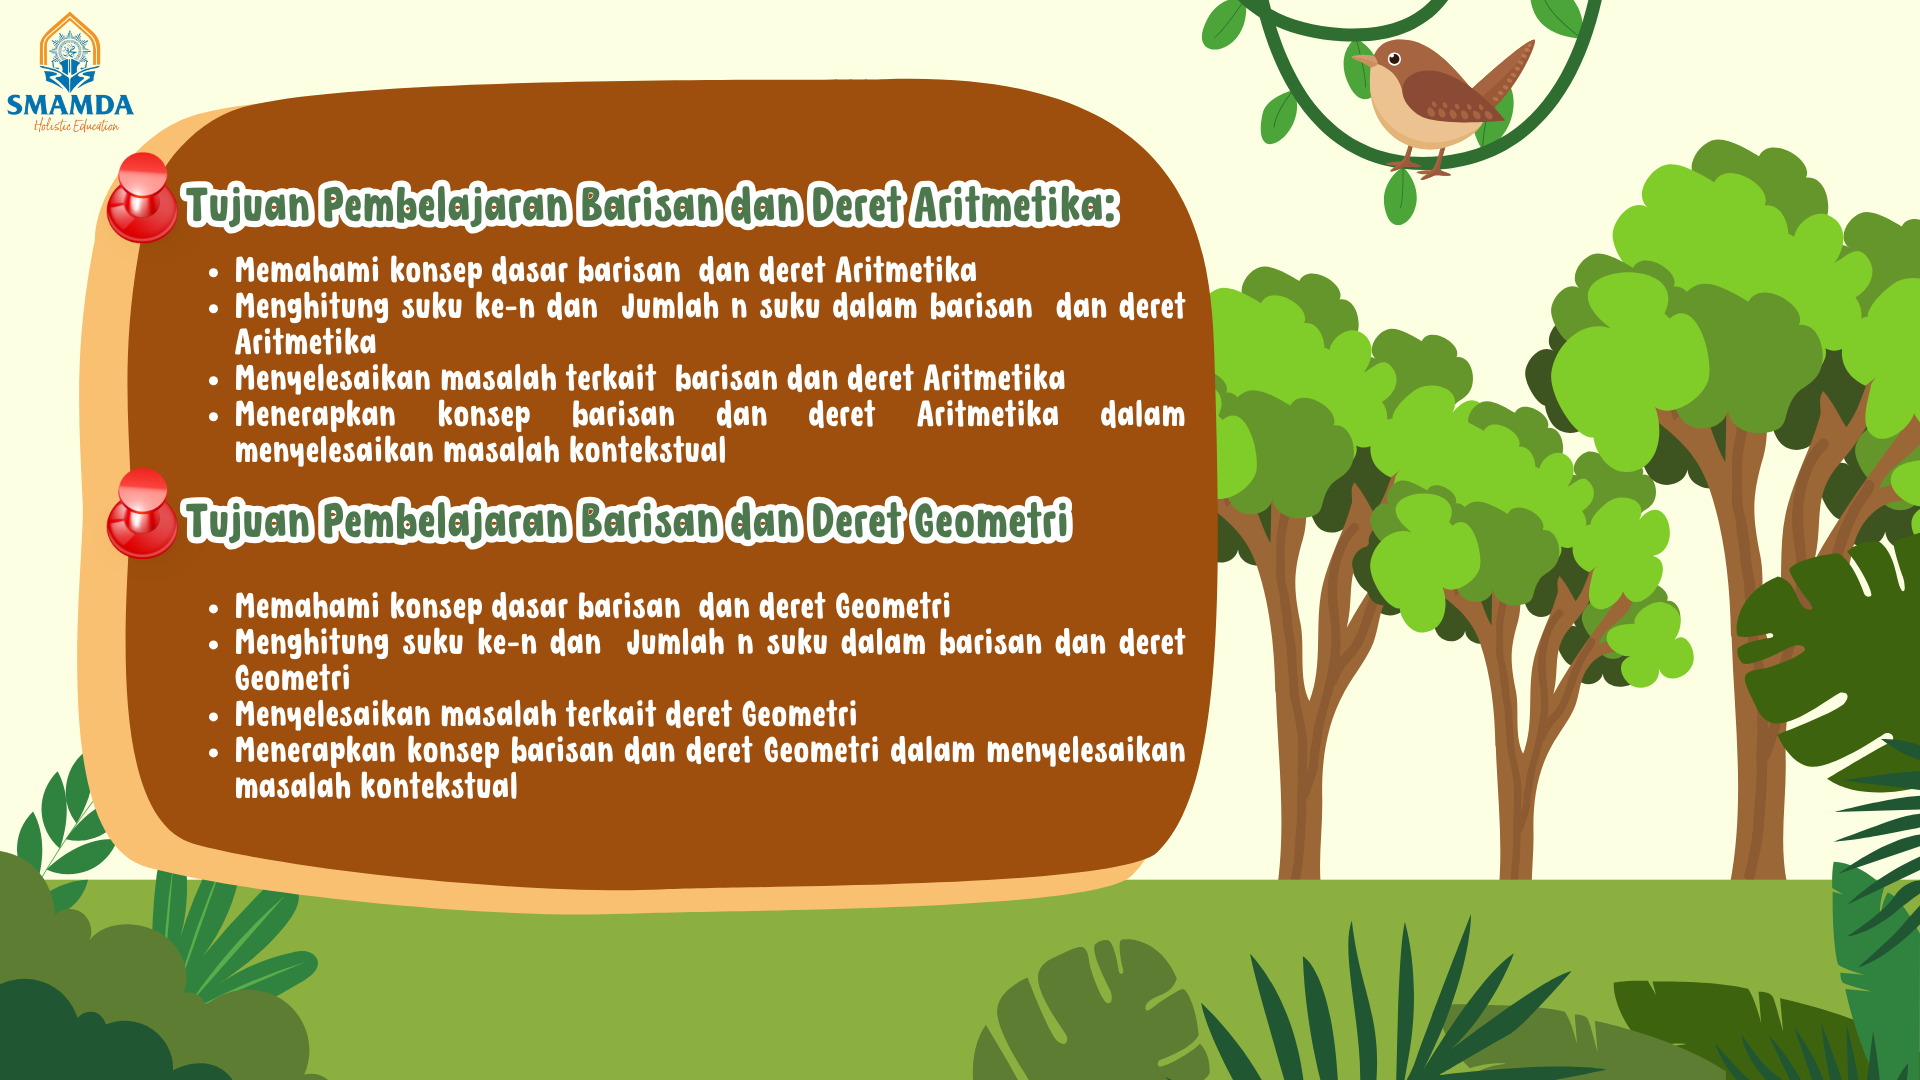 SMAMDA
Holistic Education
Tujuan Pembelajaran Barisan dan Deret Aritmetika:
• Memahami konsep dasar barisan  dan deret Aritmetika
• Menghitung suku ke-n dan  Jumlah n suku dalam barisan  dan deret
Aritmetika
• Menyelesaikan masalah terkait  barisan dan deret Aritmetika
• Menerapkan konsep barisan dan deret Aritmetika dalam
menyelesaikan masalah kontekstual
Tujuan Pembelajaran Barisan dan Deret Geometri
• Memahami konsep dasar barisan  dan deret Geometri
• Menghitung suku ke-n dan  Jumlah n suku dalam barisan dan deret
Geometri
• Menyelesaikan masalah terkait deret Geometri
• Menerapkan konsep barisan dan deret Geometri dalam menyelesaikan
masalah kontekstual